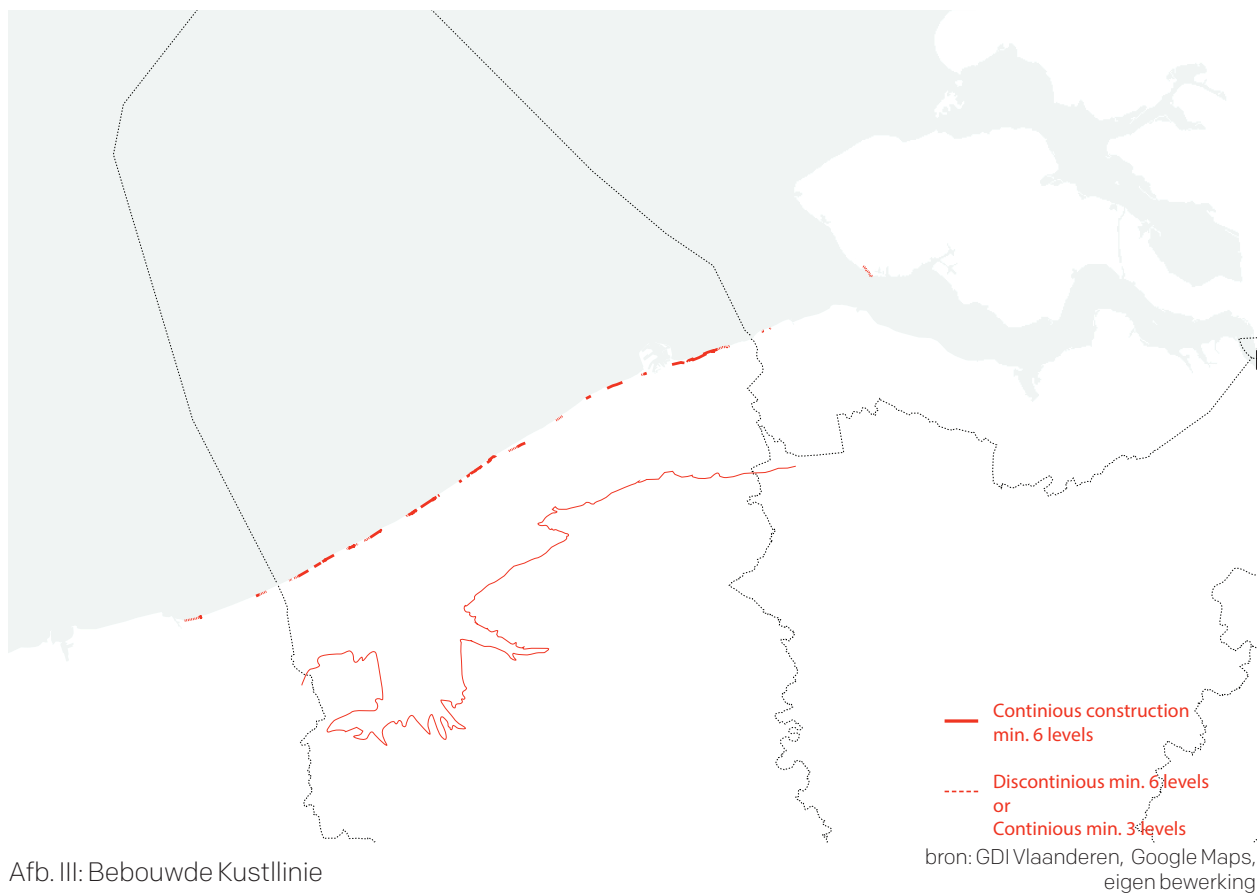 Continious construction
min. 6 levels
Discontinious min. 6 levels
or
Continious min. 3 levels
Afb. III: Bebouwde Kustllinie
bron: GDI Vlaanderen, Google Maps,
eigen bewerking